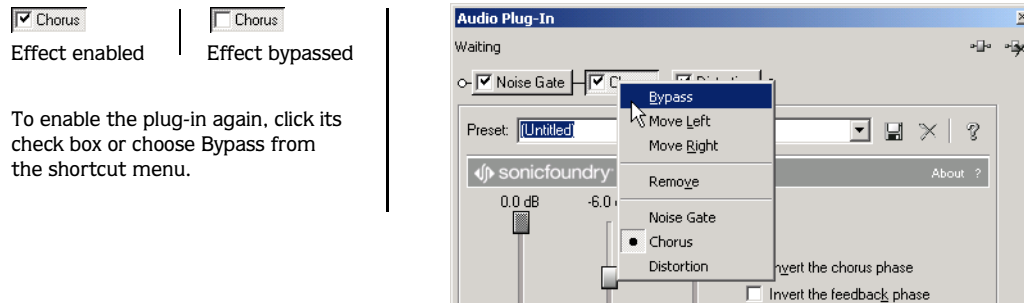 Chorus
Chorus
Effect enabled
Effect bypassed
To enable the plug-in again, click its
check box or choose Bypass from
the shortcut menu.
Audio Plug-In
Waiting
Noise Gate
Bypass
Move Left
Move Right
Remove
Noise Gate
Chorus
Distortion
Preset: (Untitled)
sonicfoundry
About ?
0.0 dB
-6.0
Invert the feedback phase
the chorus phase